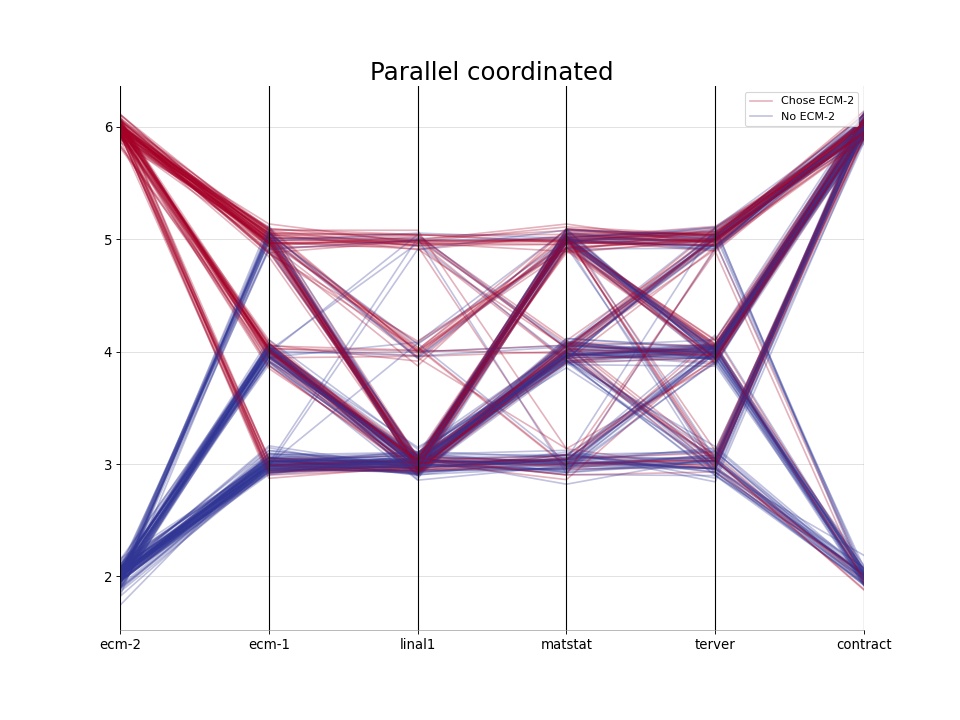 Parallel coordinated
Chose ECM-2
No ECM-2
6
5
4
3
2
ecm-2 ecm-1 linal1 matstat terver contract